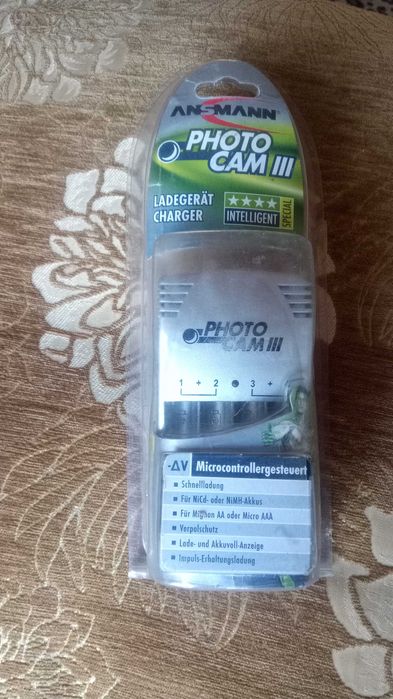 ANSMANN
PHOTO
CAM III
LADEGERÄT
CHARGER
INTELLIGENT
SPECIAL
PHOTO
CAM III
1 + 2 3 +
-ΔV Microcontrollergesteuert
Schnellladung
Für NiCd- oder NiMH-Akkus
Für Mignon AA oder Micro AAA
Verpolschutz
Lade- und Akkuvoll-Anzeige
Impuls-Erhaltungsladung